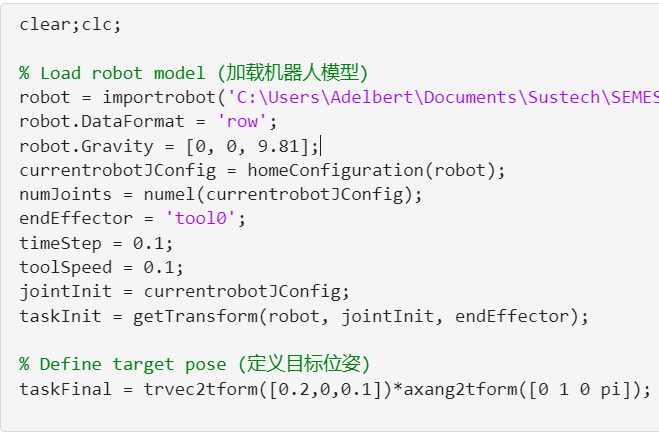 clear;clc;
% Load robot model (加载机器人模型)
robot = importrobot('C:\Users\Adelbert\Documents\Sustech\SEMES
robot.DataFormat = 'row';
robot.Gravity = [0, 0, 9.81];
currentrobotJConfig = homeConfiguration(robot);
numJoints = numel(currentrobotJConfig);
endEffector = 'tool0';
timeStep = 0.1;
toolSpeed = 0.1;
jointInit = currentrobotJConfig;
taskInit = getTransform(robot, jointInit, endEffector);
% Define target pose (定义目标位姿)
taskFinal = trvec2tform([0.2,0,0.1])*axang2tform([0 1 0 pi]);